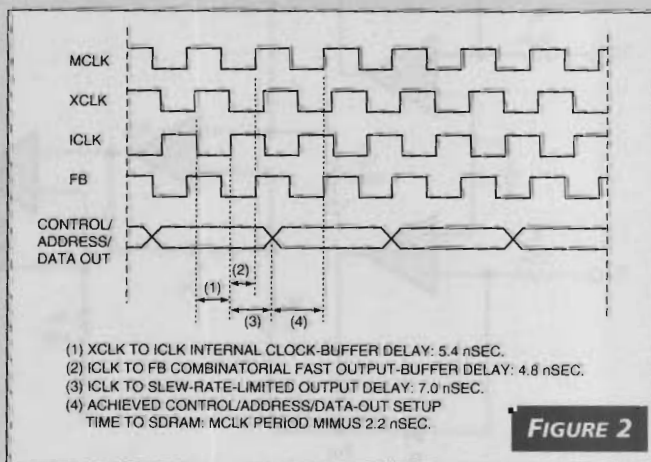 MCLK
XCLK
ICLK
FB
CONTROL/
ADDRESS/
DATA OUT
(1)
(2)
(3)
(4)
(1) XCLK TO ICLK INTERNAL CLOCK-BUFFER DELAY: 5.4 nSEC.
(2) ICLK TO FB COMBINATORIAL FAST OUTPUT-BUFFER DELAY: 4.8 nSEC.
(3) ICLK TO SLEW-RATE-LIMITED OUTPUT DELAY: 7.0 nSEC.
(4) ACHIEVED CONTROL/ADDRESS/DATA-OUT SETUP
TIME TO SDRAM: MCLK PERIOD MIMUS 2.2 nSEC.
FIGURE 2